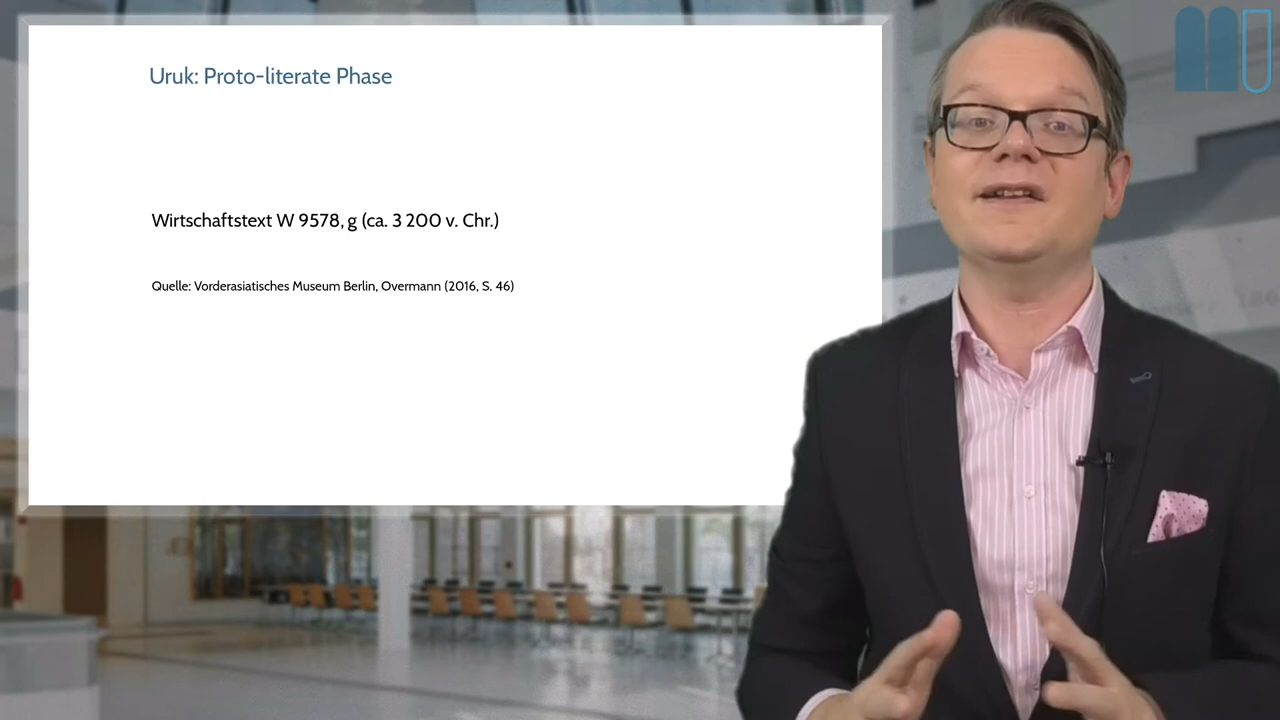 Uruk: Proto-literate Phase
Wirtschaftstext W 9578, g (ca. 3 200 v. Chr.)
Quelle: Vorderasiatisches Museum Berlin, Overmann (2016, S. 46)